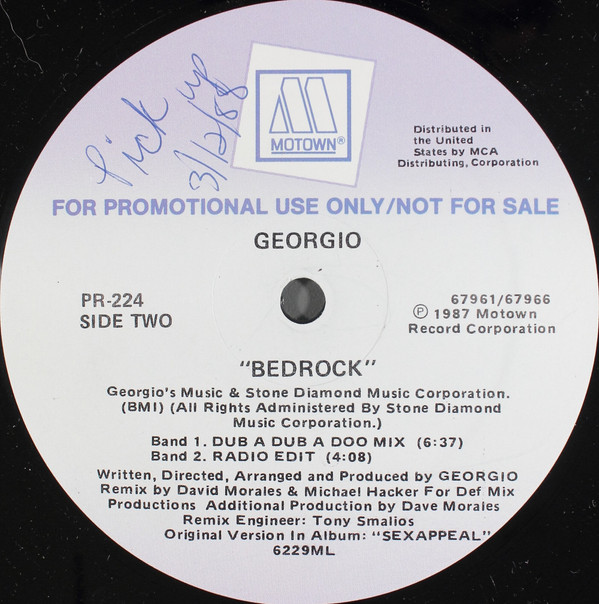 Pick up
3/12/88
MOTOWN®
Distributed in
the United
States by MCA
Distributing, Corporation
FOR PROMOTIONAL USE ONLY/NOT FOR SALE
GEORGIO
PR-224
SIDE TWO
67961/67966
℗ 1987 Motown
Record Corporation
"BEDROCK"
Georgio's Music & Stone Diamond Music Corporation.
(BMI) (All Rights Administered By Stone Diamond
Music Corporation.)
Band 1. DUB A DUB A DOO MIX (6:37)
Band 2. RADIO EDIT (4:08)
Written, Directed, Arranged and Produced by GEORGIO
Remix by David Morales & Michael Hacker For Def Mix
Productions Additional Production by Dave Morales
Remix Engineer: Tony Smalios
Original Version In Album: "SEXAPPEAL"
6229ML